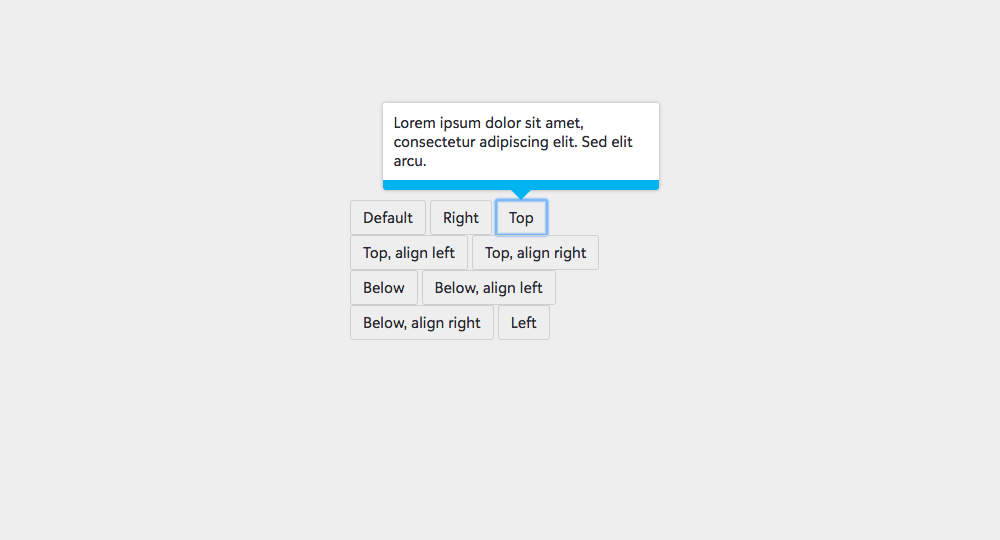 Lorem ipsum dolor sit amet,
consectetur adipiscing elit. Sed elit
arcu.
Default Right Top
Top, align left Top, align right
Below Below, align left
Below, align right Left